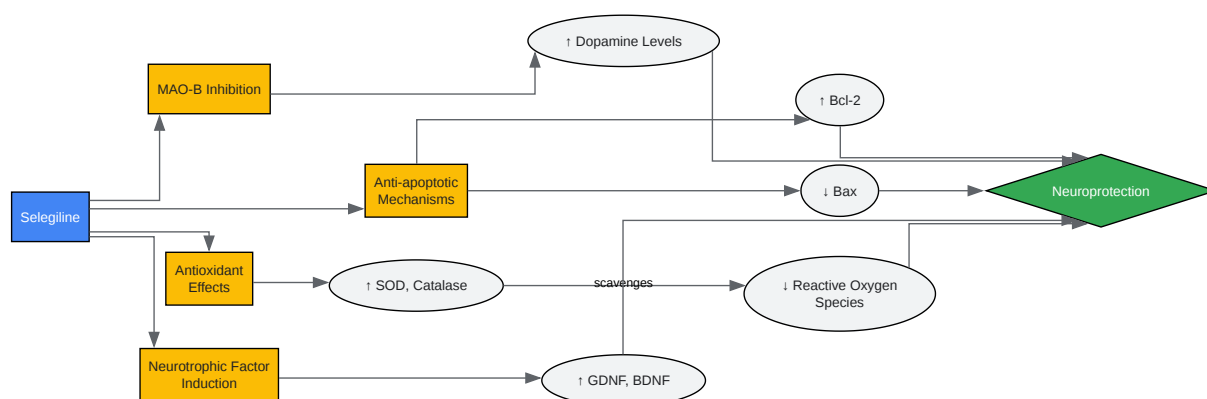 ↑ Dopamine Levels
MAO-B Inhibition
↑ Bcl-2
Anti-apoptotic
Mechanisms
↓ Bax
Neuroprotection
Selegiline
Antioxidant
Effects
↑ SOD, Catalase
scavenges
↓ Reactive Oxygen
Species
Neurotrophic Factor
Induction
↑ GDNF, BDNF